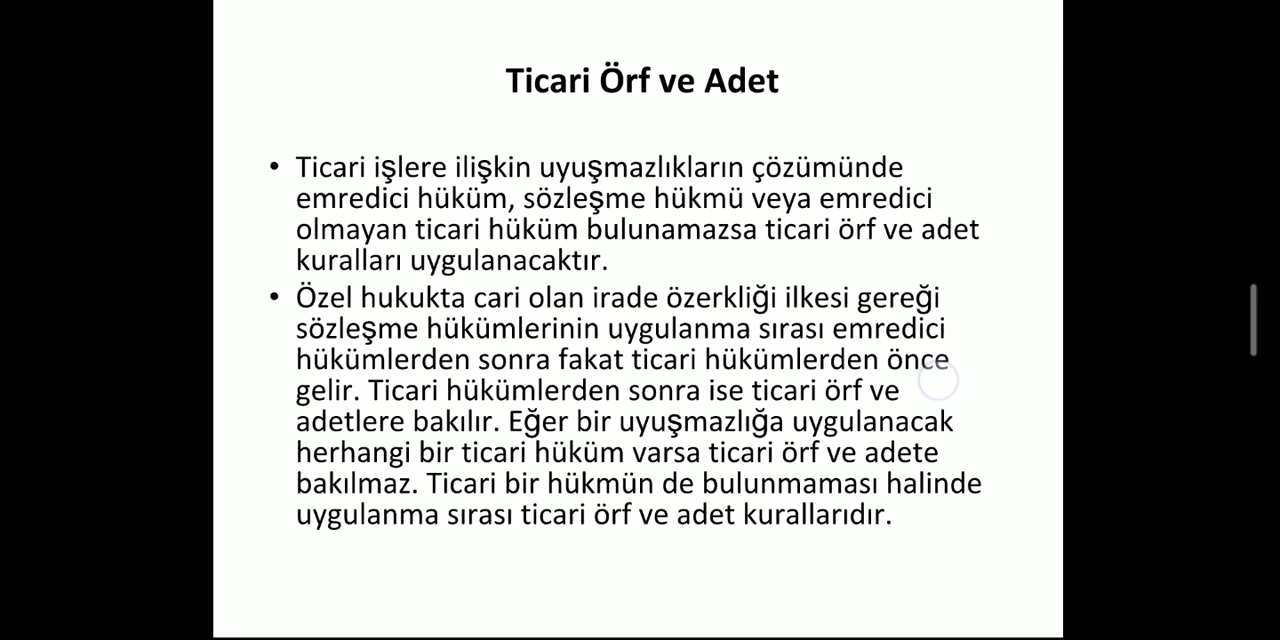 Ticari Örf ve Adet
• Ticari işlere ilişkin uyuşmazlıkların çözümünde
emredici hüküm, sözleşme hükmü veya emredici
olmayan ticari hüküm bulunamazsa ticari örf ve adet
kuralları uygulanacaktır.
• Özel hukukta cari olan irade özerkliği ilkesi gereği
sözleşme hükümlerinin uygulanma sırası emredici
hükümlerden sonra fakat ticari hükümlerden önce
gelir. Ticari hükümlerden sonra ise ticari örf ve
adetlere bakılır. Eğer bir uyuşmazlığa uygulanacak
herhangi bir ticari hüküm varsa ticari örf ve adete
bakılmaz. Ticari bir hükmün de bulunmaması halinde
uygulanma sırası ticari örf ve adet kurallarıdır.